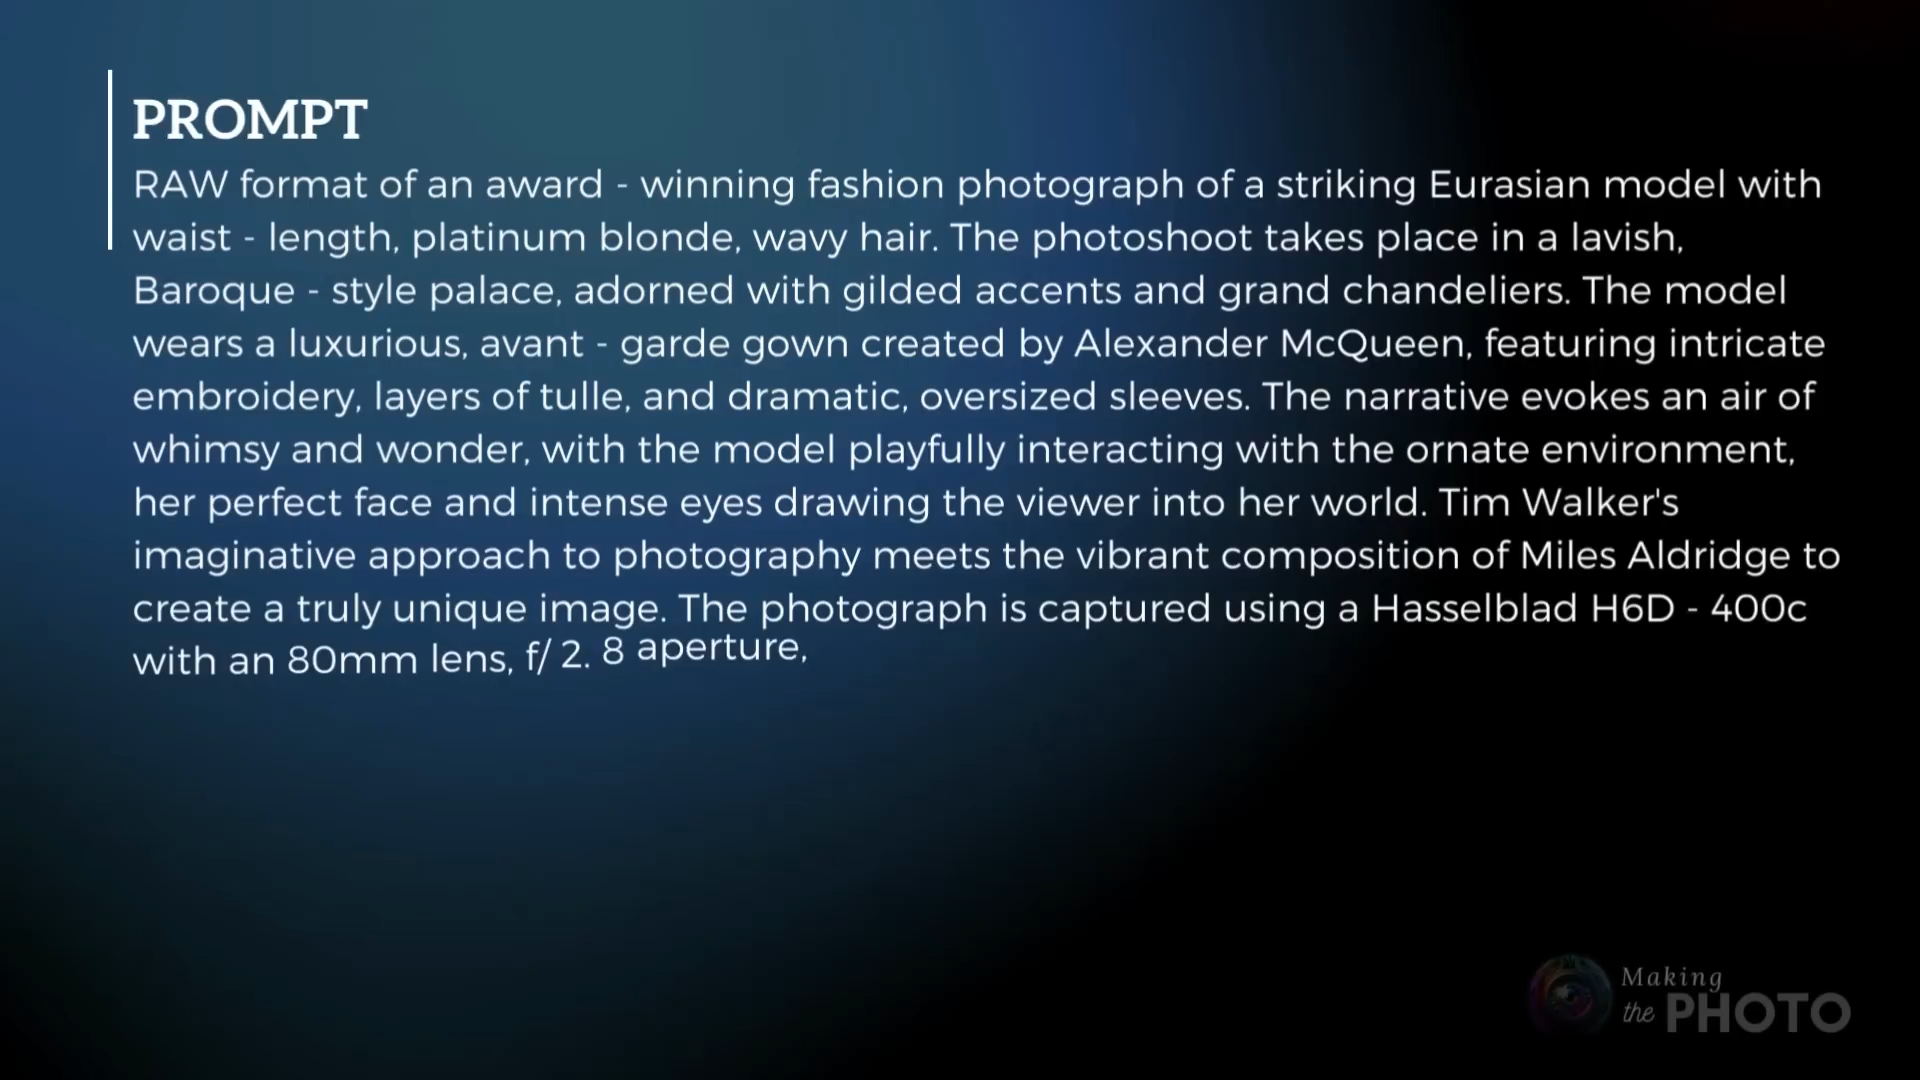 PROMPT
RAW format of an award - winning fashion photograph of a striking Eurasian model with
waist - length, platinum blonde, wavy hair. The photoshoot takes place in a lavish,
Baroque - style palace, adorned with gilded accents and grand chandeliers. The model
wears a luxurious, avant - garde gown created by Alexander McQueen, featuring intricate
embroidery, layers of tulle, and dramatic, oversized sleeves. The narrative evokes an air of
whimsy and wonder, with the model playfully interacting with the ornate environment,
her perfect face and intense eyes drawing the viewer into her world. Tim Walker's
imaginative approach to photography meets the vibrant composition of Miles Aldridge to
create a truly unique image. The photograph is captured using a Hasselblad H6D - 400c
with an 80mm lens, f/ 2. 8 aperture,
Making
the PHOTO